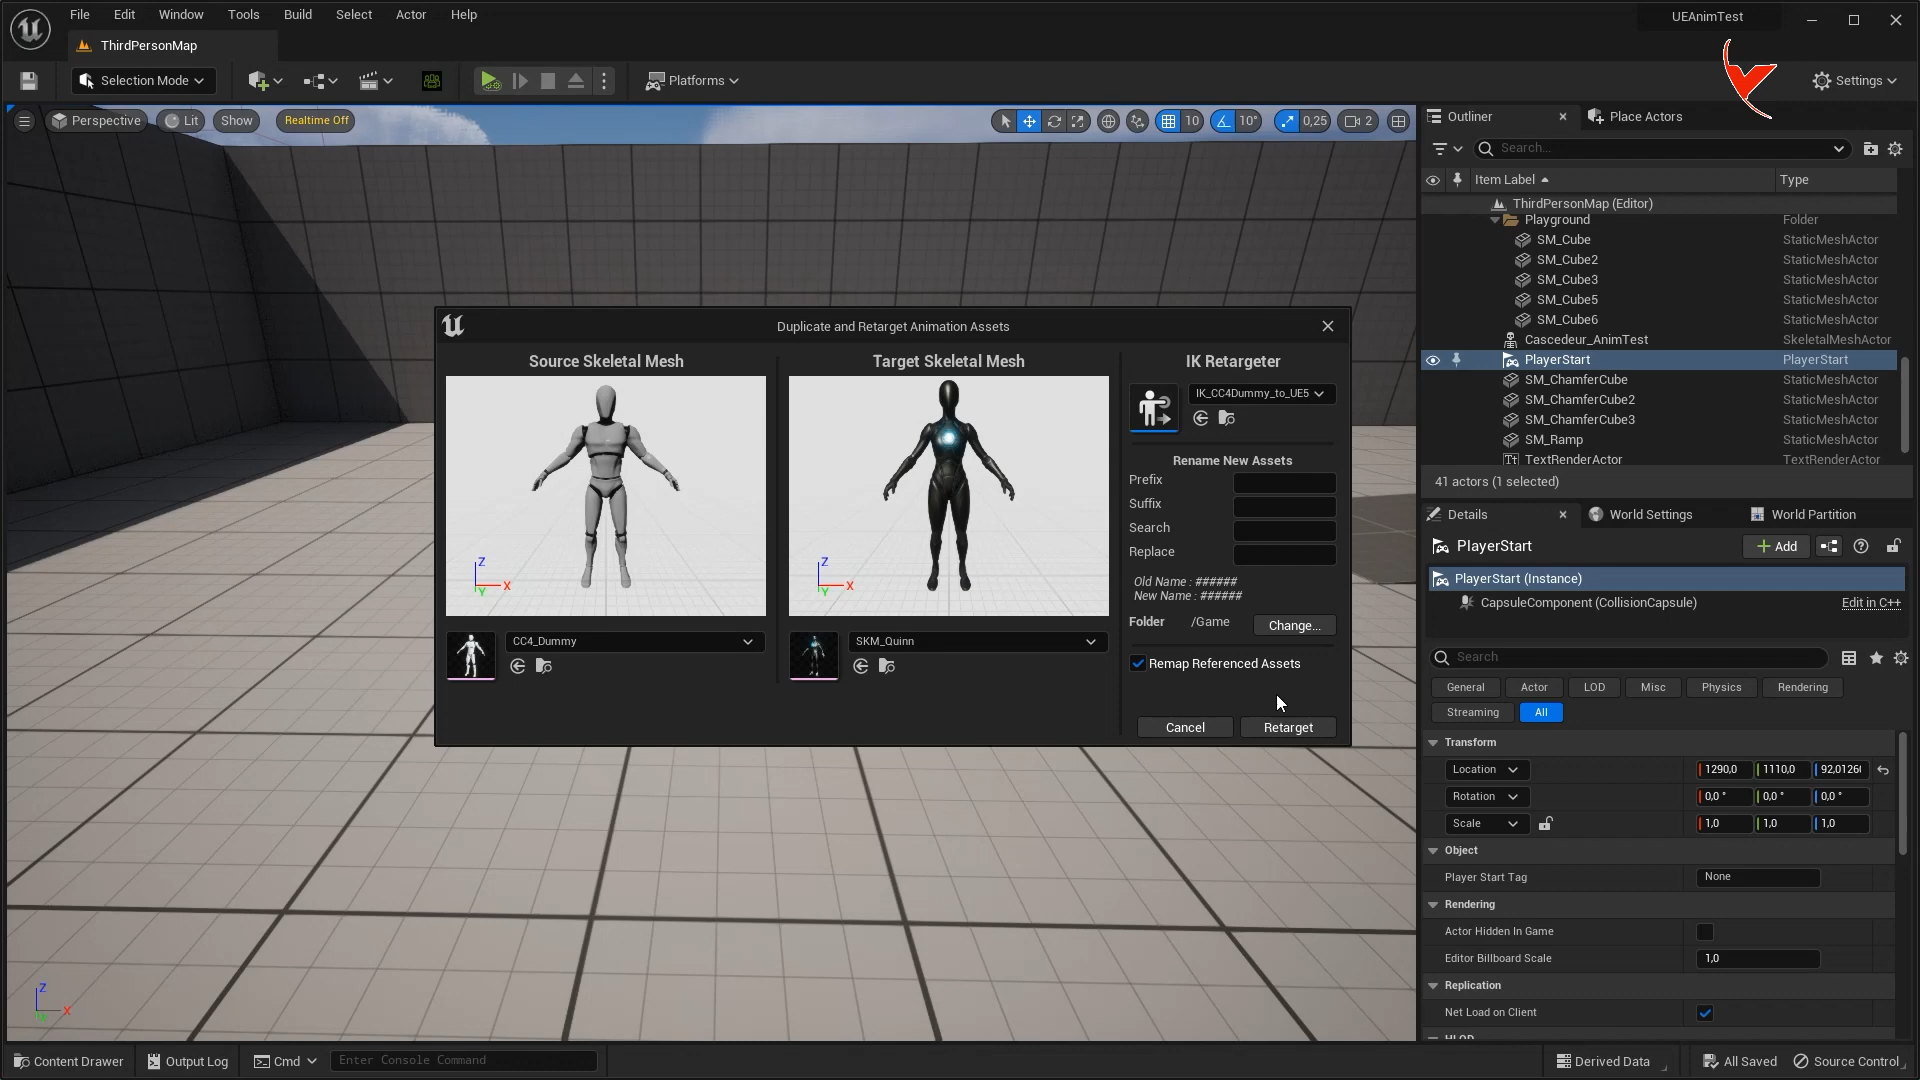 File Edit Window Tools Build Select Actor Help
UEAnimTest
ThirdPersonMap
Selection Mode
Platforms
Settings
Perspective Lit Show Realtime Off
10 10° 0,25 2
Outliner
Place Actors
Search...
Item Label Type
ThirdPersonMap (Editor)
Playground Folder
SM_Cube StaticMeshActor
SM_Cube2 StaticMeshActor
SM_Cube3 StaticMeshActor
SM_Cube5 StaticMeshActor
SM_Cube6 StaticMeshActor
Cascedeur_AnimTest SkeletalMeshActor
PlayerStart PlayerStart
SM_ChamferCube StaticMeshActor
SM_ChamferCube2 StaticMeshActor
SM_ChamferCube3 StaticMeshActor
SM_Ramp StaticMeshActor
TextRenderActor TextRenderActor
41 actors (1 selected)
Duplicate and Retarget Animation Assets
Source Skeletal Mesh
Target Skeletal Mesh
IK Retargeter
Z X Y
Z X Y
CC4_Dummy
SKM_Quinn
IK_CC4Dummy_to_UE5
Rename New Assets
Prefix
Suffix
Search
Replace
Old Name : ######
New Name : ######
Folder /Game Change...
Remap Referenced Assets
Cancel Retarget
Details
World Settings
World Partition
PlayerStart
Add
PlayerStart (Instance)
CapsuleComponent (CollisionCapsule) Edit in C++
Search
General Actor LOD Misc Physics Rendering
Streaming All
Transform
Location 1290,0 1110,0 92,0126
Rotation 0,0 ° 0,0 ° 0,0 °
Scale 1,0 1,0 1,0
Object
Player Start Tag None
Rendering
Actor Hidden In Game
Editor Billboard Scale 1,0
Replication
Net Load on Client
HLOD
Z X
Content Drawer
Output Log
Cmd
Enter Console Command
Derived Data
All Saved
Source Control